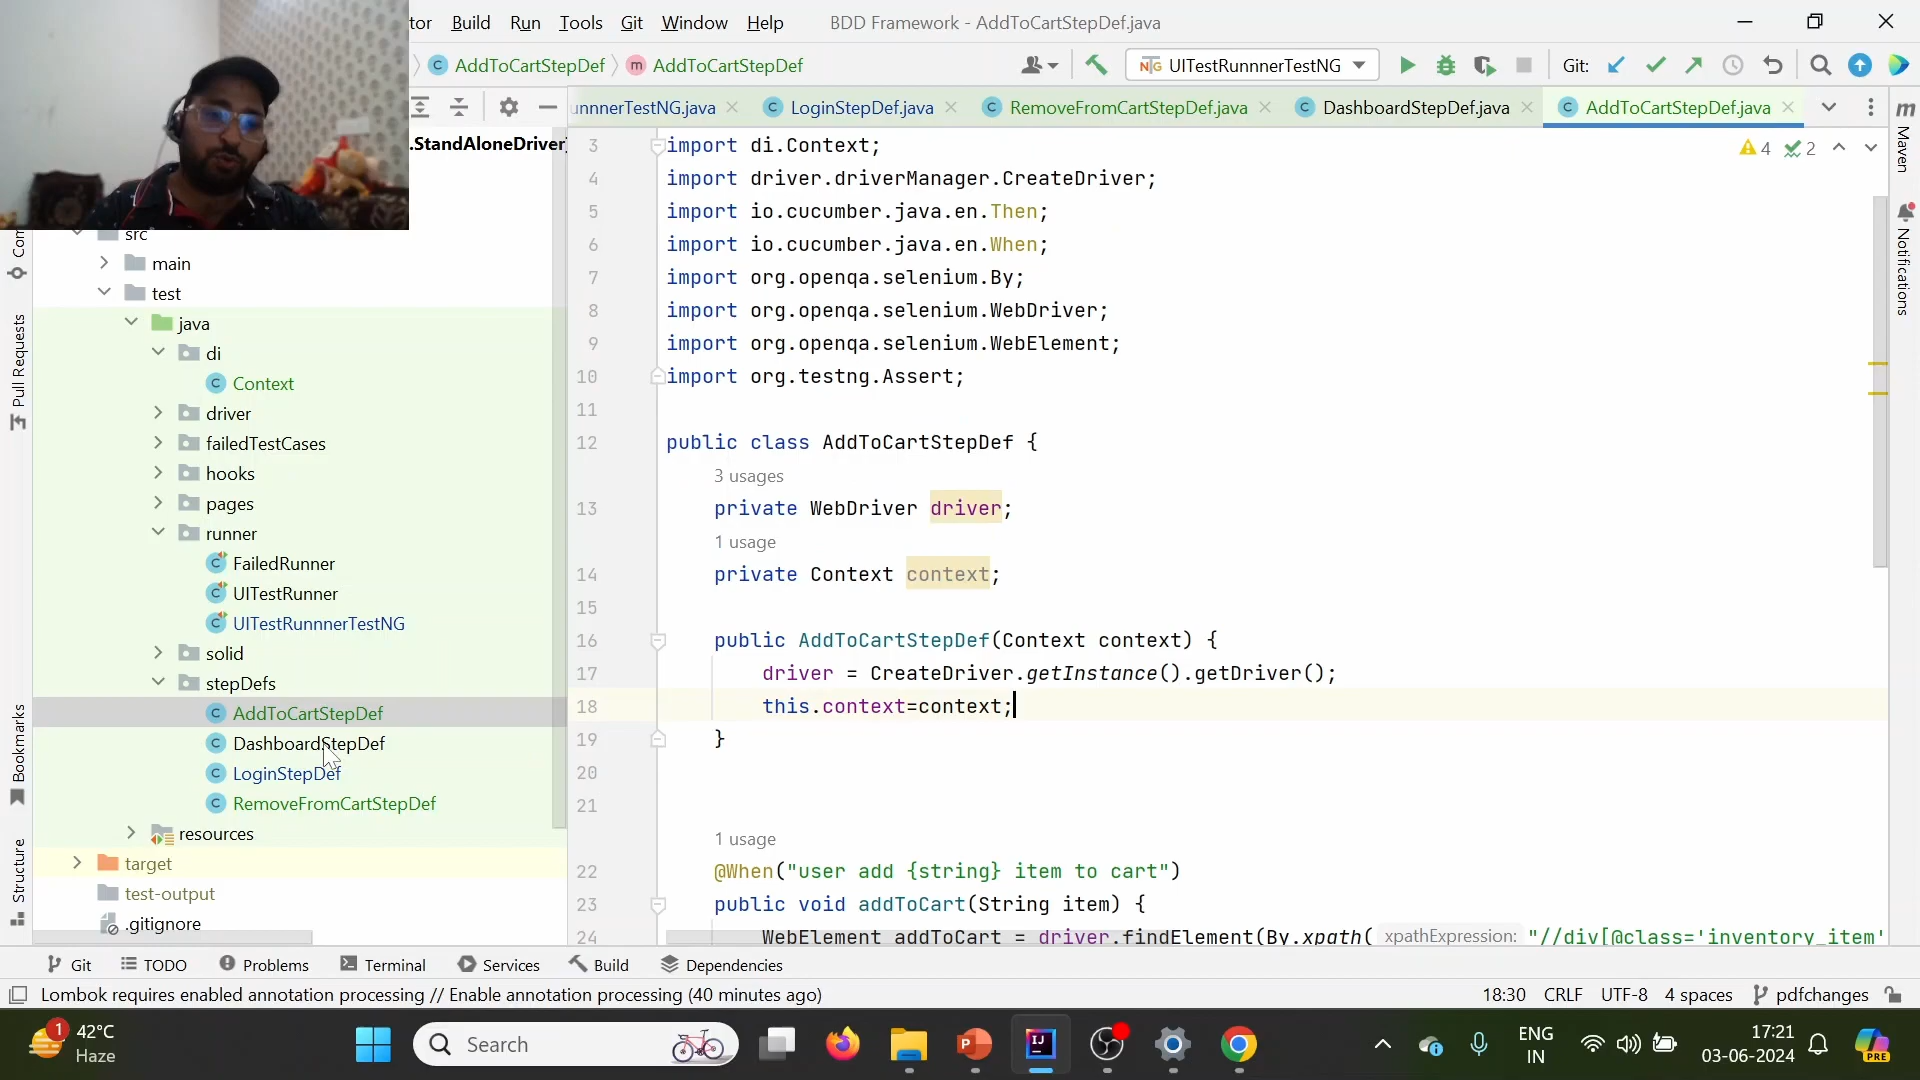 tor Build Run Tools Git Window Help BDD Framework - AddToCartStepDef.java
AddToCartStepDef m AddToCartStepDef UITestRunnnerTestNG Git:
unnnerTestNG.java LoginStepDef.java RemoveFromCartStepDef.java DashboardStepDef.java AddToCartStepDef.java
.StandAloneDriver
src
main
test
java
di
Context
driver
failedTestCases
hooks
pages
runner
FailedRunner
UITestRunner
UITestRunnnerTestNG
solid
stepDefs
AddToCartStepDef
DashboardStepDef
LoginStepDef
RemoveFromCartStepDef
resources
target
test-output
.gitignore
Com
Pull Requests
Bookmarks
Structure
4 2
3 import di.Context;
4 import driver.driverManager.CreateDriver;
5 import io.cucumber.java.en.Then;
6 import io.cucumber.java.en.When;
7 import org.openqa.selenium.By;
8 import org.openqa.selenium.WebDriver;
9 import org.openqa.selenium.WebElement;
10 import org.testng.Assert;
11
12 public class AddToCartStepDef {
3 usages
13 private WebDriver driver;
1 usage
14 private Context context;
15
16 public AddToCartStepDef(Context context) {
17 driver = CreateDriver.getInstance().getDriver();
18 this.context=context;
19 }
20
21
1 usage
22 @When("user add {string} item to cart")
23 public void addToCart(String item) {
24 WebElement addToCart = driver.findElement(By.xpath( xpathExpression: "//div[@class='inventory_item'
m
Maven
Notifications
Git TODO Problems Terminal Services Build Dependencies
Lombok requires enabled annotation processing // Enable annotation processing (40 minutes ago) 18:30 CRLF UTF-8 4 spaces pdfchanges
1 42°C
Haze
Search
ENG
IN
17:21
03-06-2024
PRE